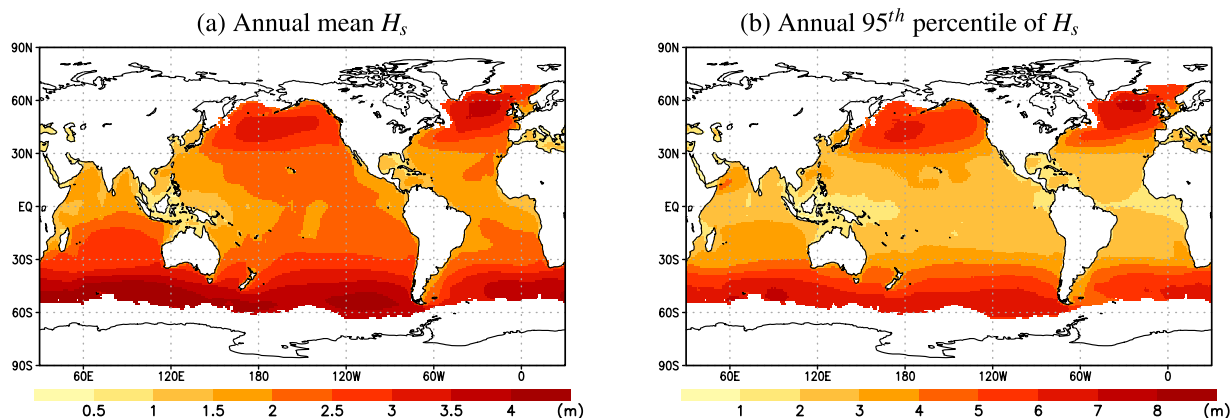 (a) Annual mean Hs
(b) Annual 95th percentile of Hs
90N
60N
30N
EQ
30S
60S
90S
60E 120E 180 120W 60W 0
0.5 1 1.5 2 2.5 3 3.5 4 (m)
90N
60N
30N
EQ
30S
60S
90S
60E 120E 180 120W 60W 0
1 2 3 4 5 6 7 8 (m)